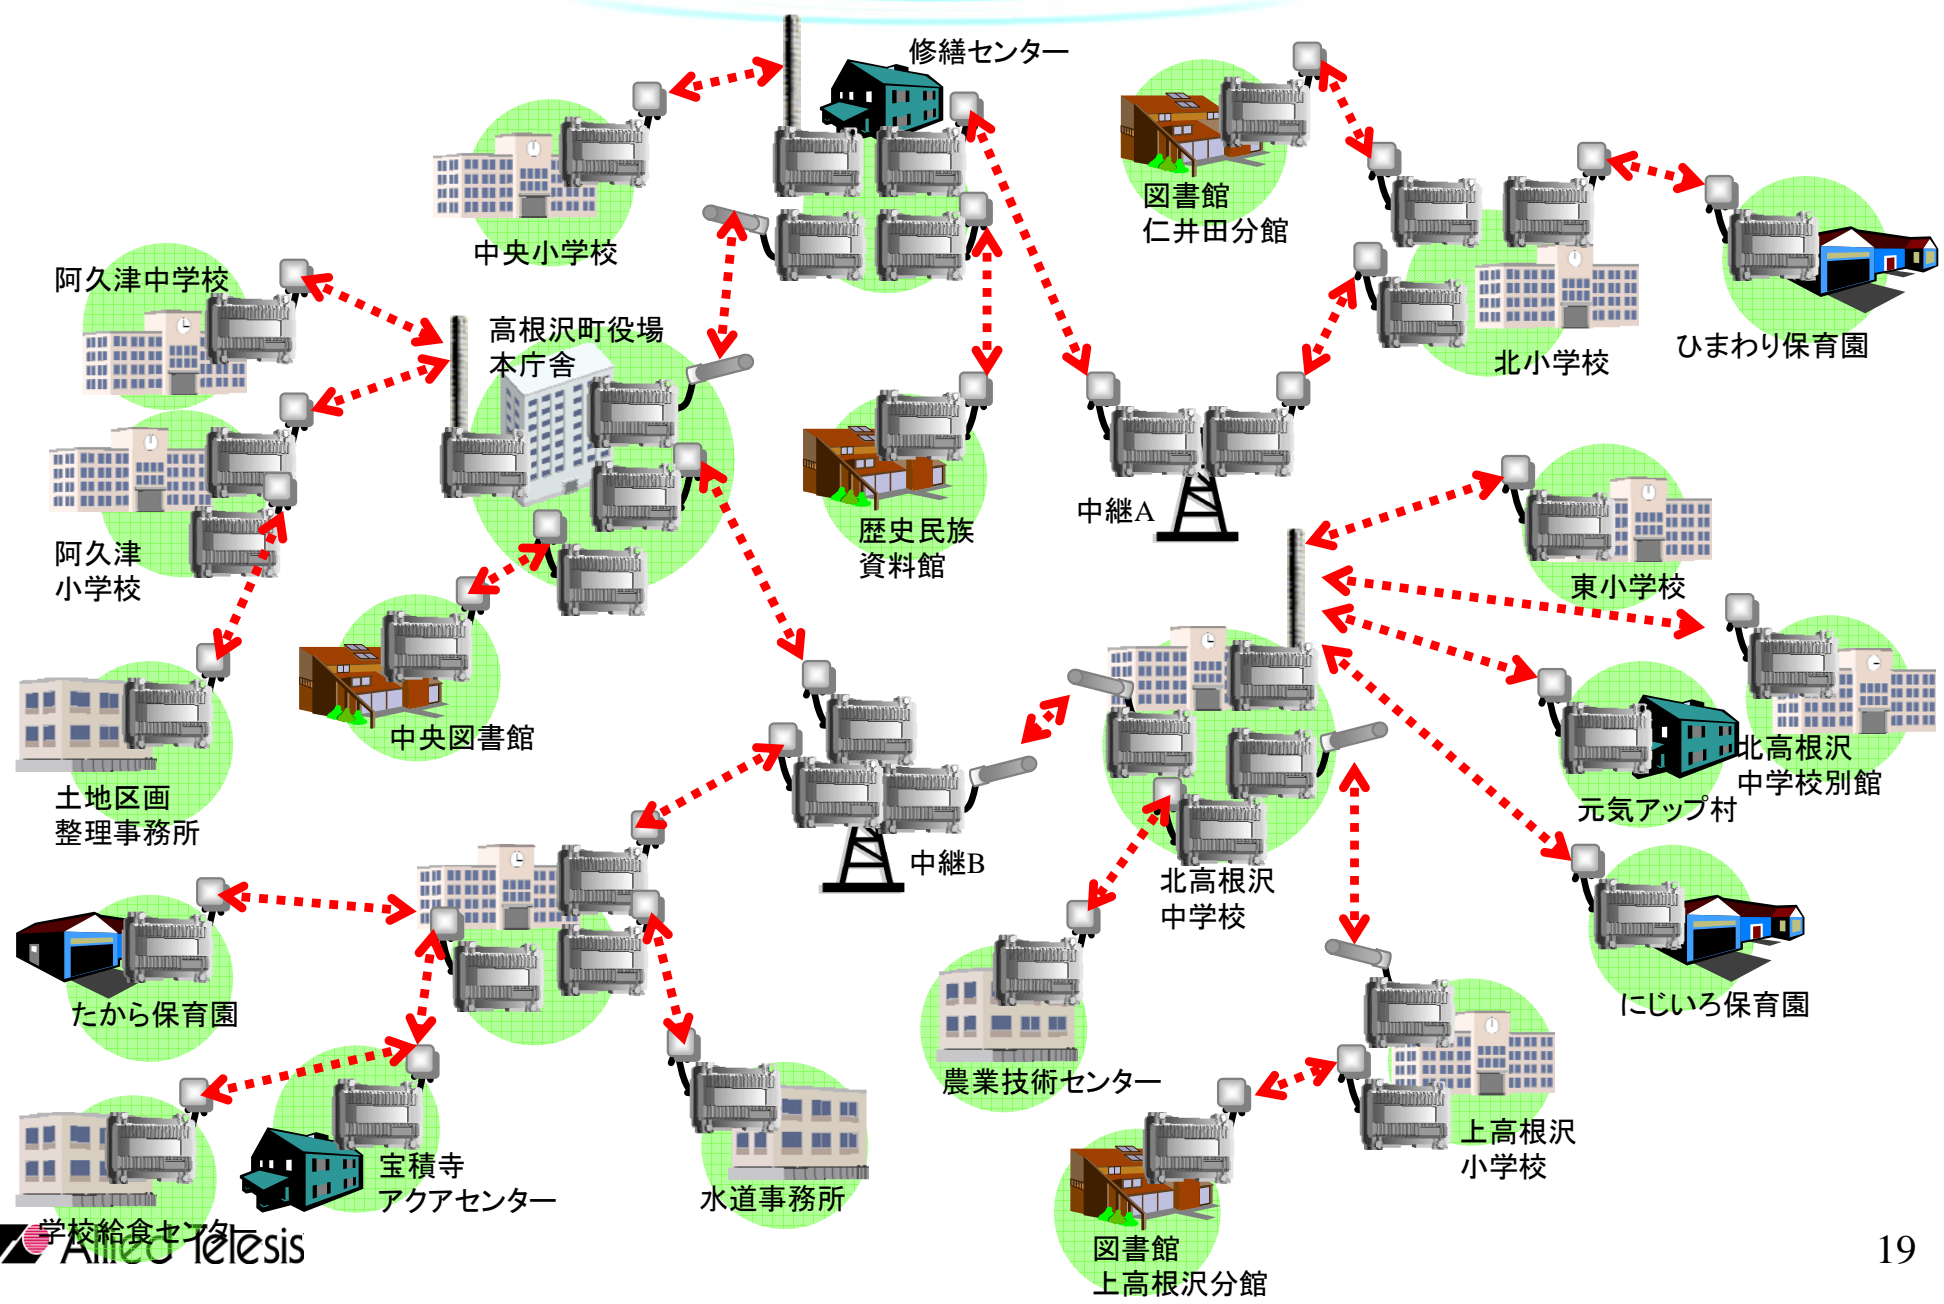 修繕センター
中央小学校
図書館
仁井田分館
阿久津中学校
高根沢町役場
本庁舎
北小学校
ひまわり保育園
中継A
歴史民族
資料館
阿久津
小学校
東小学校
中央図書館
北高根沢
中学校別館
元気アップ村
土地区画
整理事務所
中継B
北高根沢
中学校
たから保育園
にじいろ保育園
農業技術センター
上高根沢
小学校
宝積寺
アクアセンター
水道事務所
学校給食センター
Allied Telesis
図書館
上高根沢分館
19